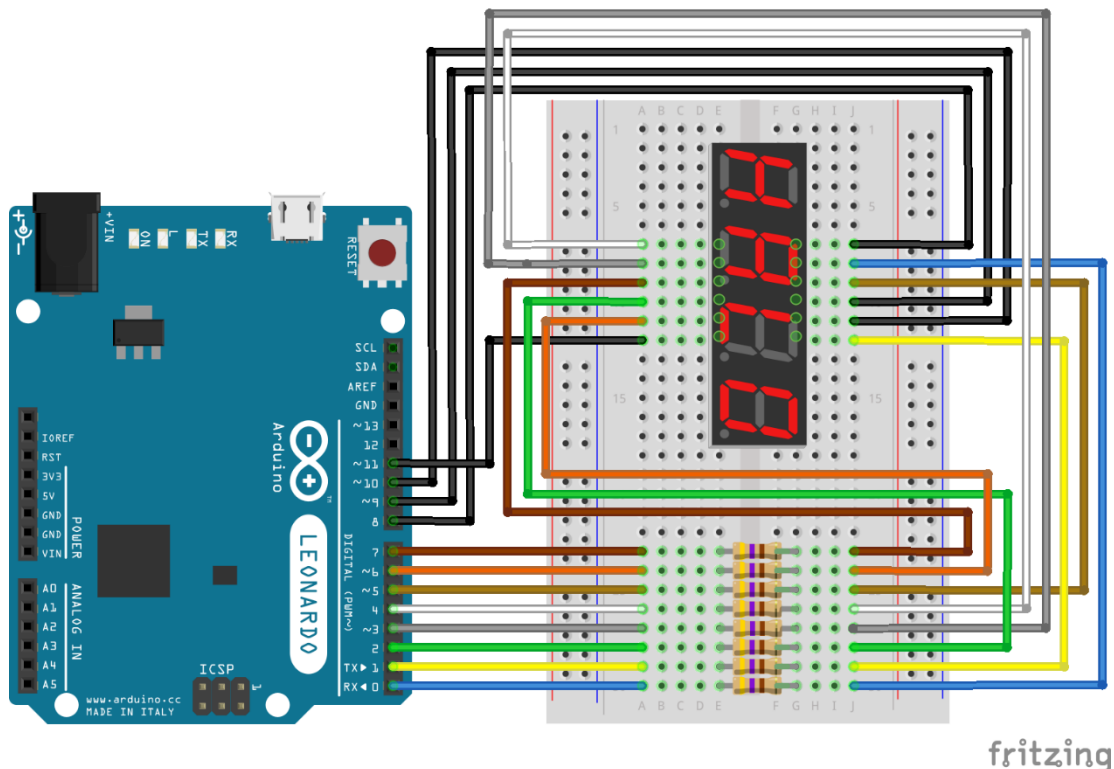 A B C D E F G H I J
1 1
5 5
15 15
A B C D E F G H I J
+VIN
+
-
ON
L
TX
RX
RESET
SCL
SDA
AREF
GND
~13
12
~11
~10
~9
8
7
~6
~5
4
~3
2
TX▶1
RX◀0
DIGITAL (PWM~)
Arduino
TM
LEONARDO
IOREF
RST
3V3
5V
GND
GND
VIN
POWER
A0
A1
A2
A3
A4
A5
ANALOG IN
ICSP
1
www.arduino.cc
MADE IN ITALY
fritzing